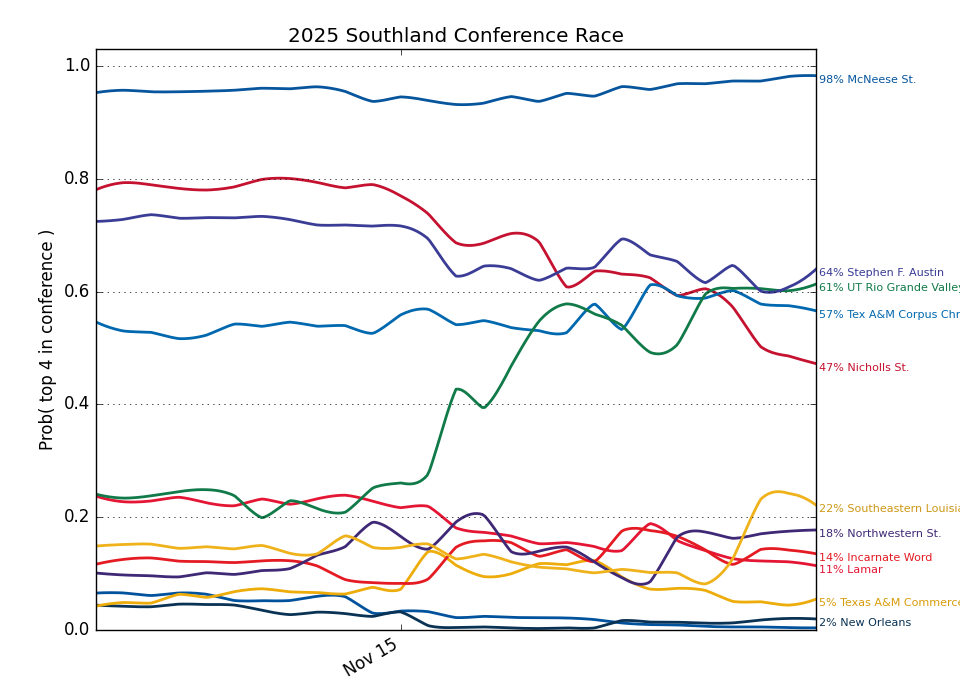 2025 Southland Conference Race
Prob( top 4 in conference )
1.0
0.8
0.6
0.4
0.2
0.0
Nov 15
98% McNeese St.
64% Stephen F. Austin
61% UT Rio Grande Valley
57% Tex A&M Corpus Chr
47% Nicholls St.
22% Southeastern Louisia
18% Northwestern St.
14% Incarnate Word
11% Lamar
5% Texas A&M Commerce
2% New Orleans